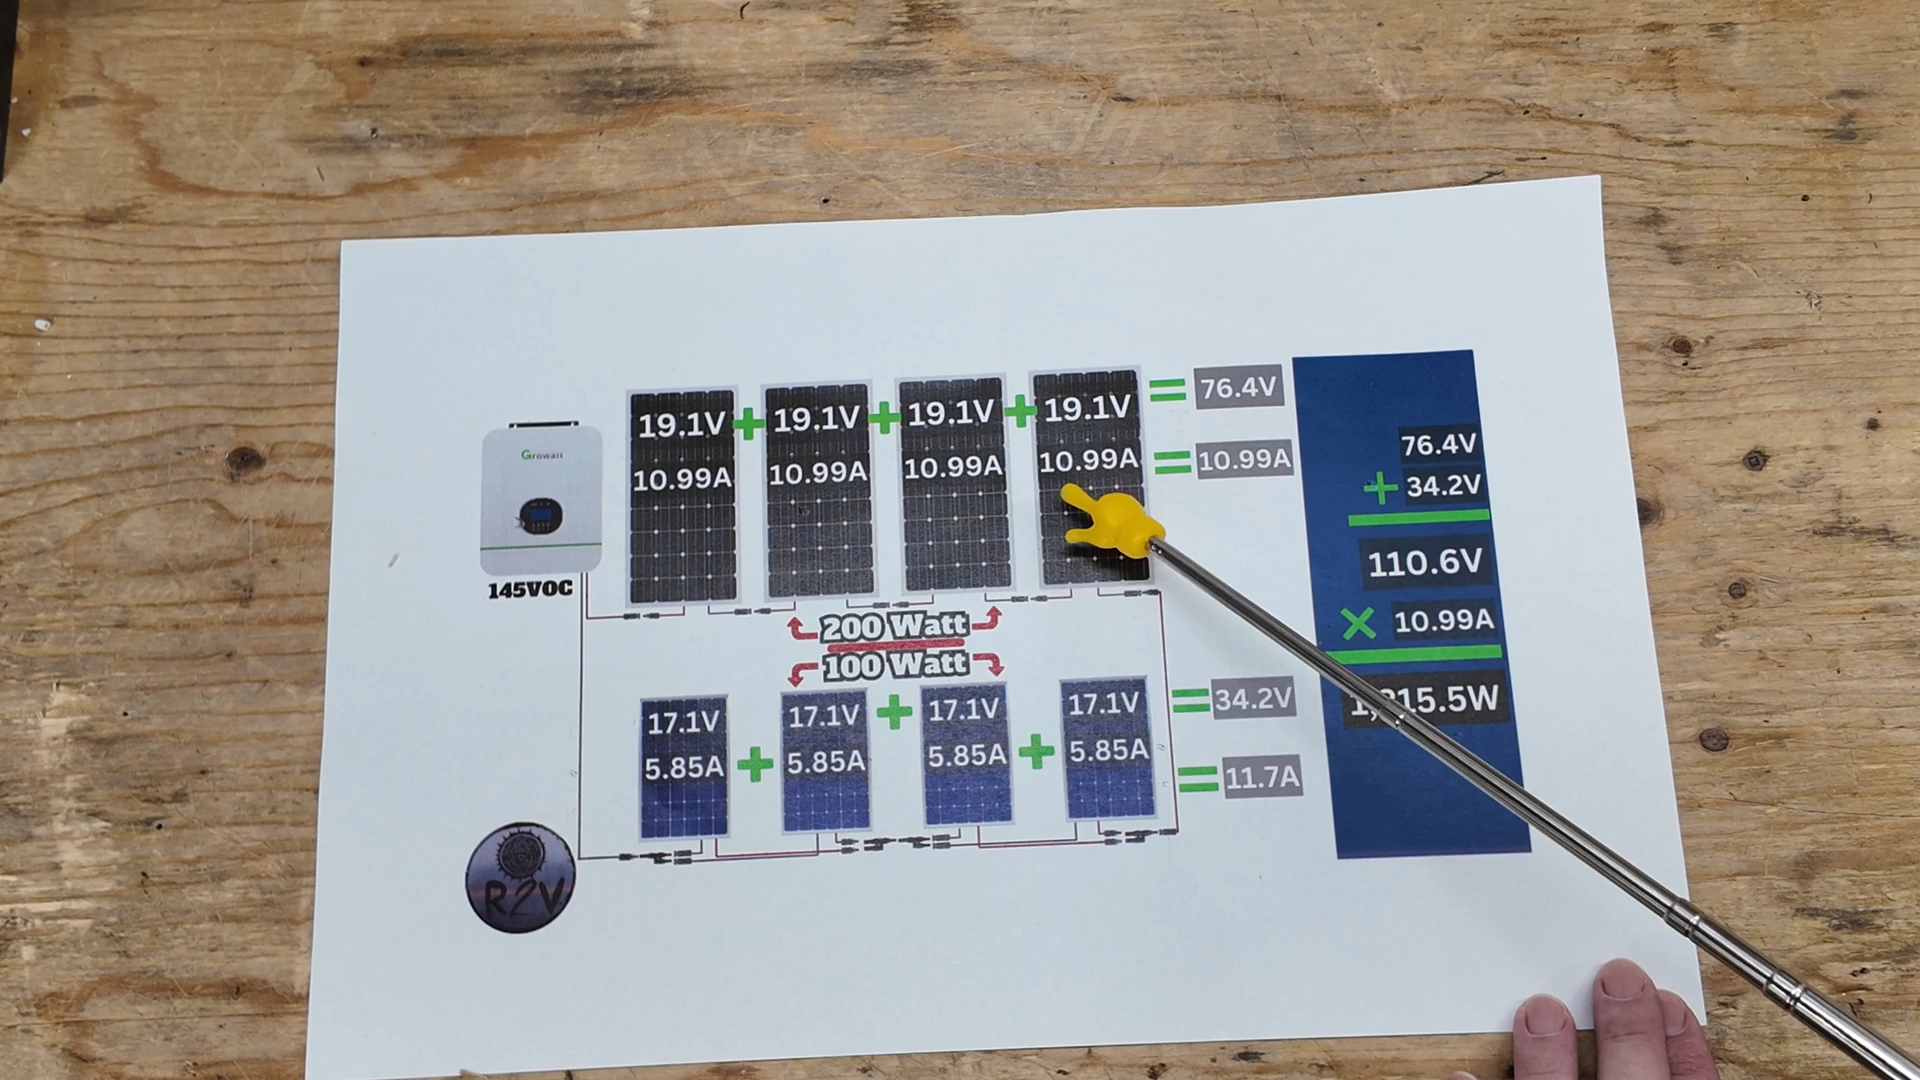 Growatt
145VOC
19.1V + 19.1V + 19.1V + 19.1V = 76.4V
10.99A 10.99A 10.99A 10.99A = 10.99A
200 Watt
100 Watt
17.1V 17.1V + 17.1V 17.1V = 34.2V
5.85A + 5.85A 5.85A + 5.85A = 11.7A
R2V
76.4V
+ 34.2V
110.6V
× 10.99A